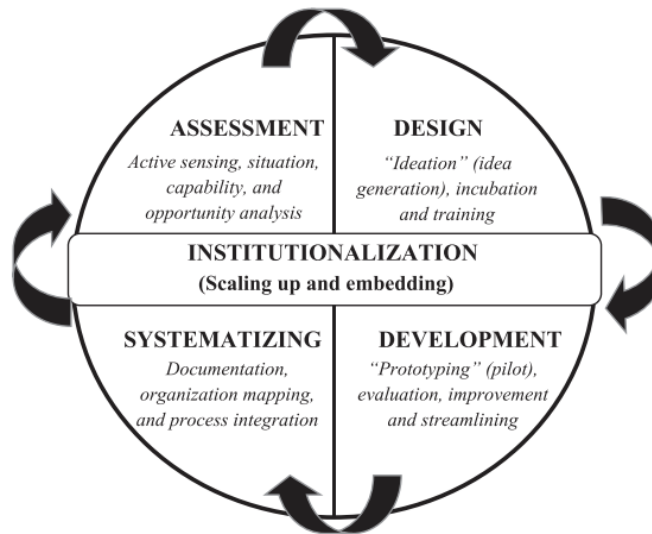 ASSESSMENT
Active sensing, situation,
capability, and
opportunity analysis
DESIGN
“Ideation” (idea
generation), incubation
and training
INSTITUTIONALIZATION
(Scaling up and embedding)
SYSTEMATIZING
Documentation,
organization mapping,
and process integration
DEVELOPMENT
“Prototyping” (pilot),
evaluation, improvement
and streamlining